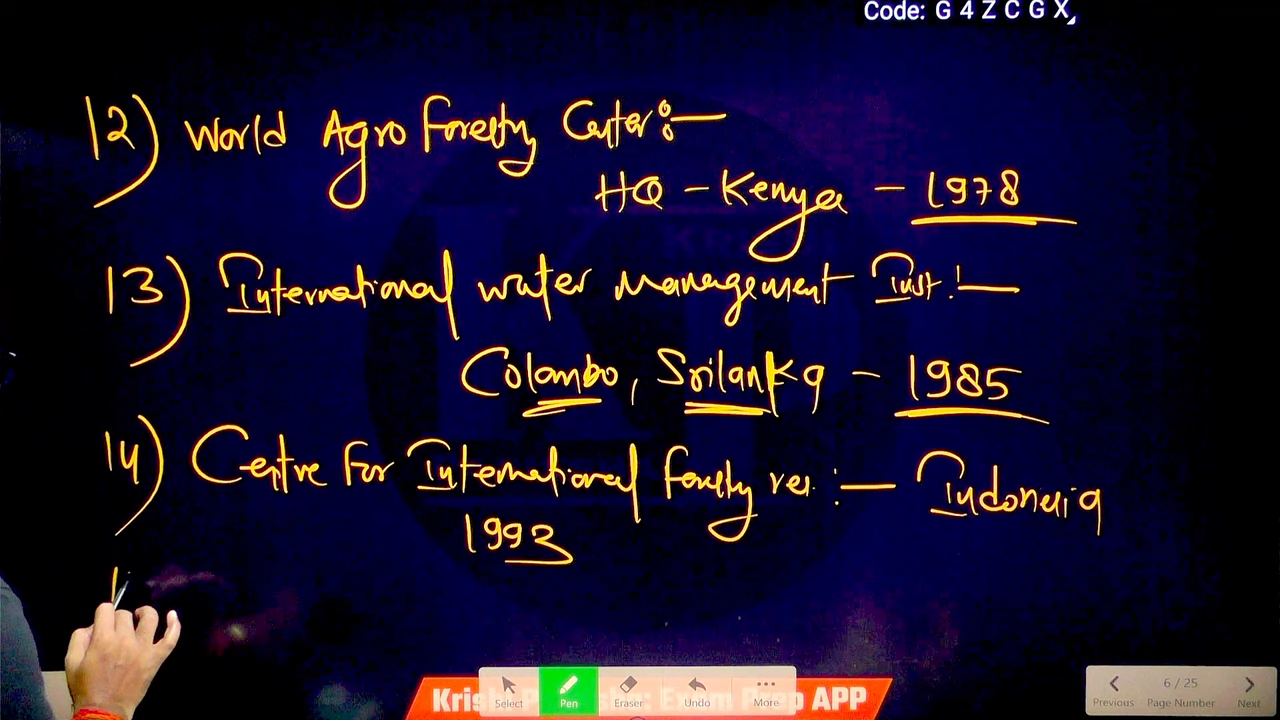 Code: G 4 Z C G X
12) World Agro Forestry Center:-
HQ - Kenya - 1978
13) International water management Inst:-
Colombo, Srilanka - 1985
14) Centre For International Forestry res:- Indonesia
1993
Select Pen Eraser Undo More
6 / 25
Previous Page Number Next
APP